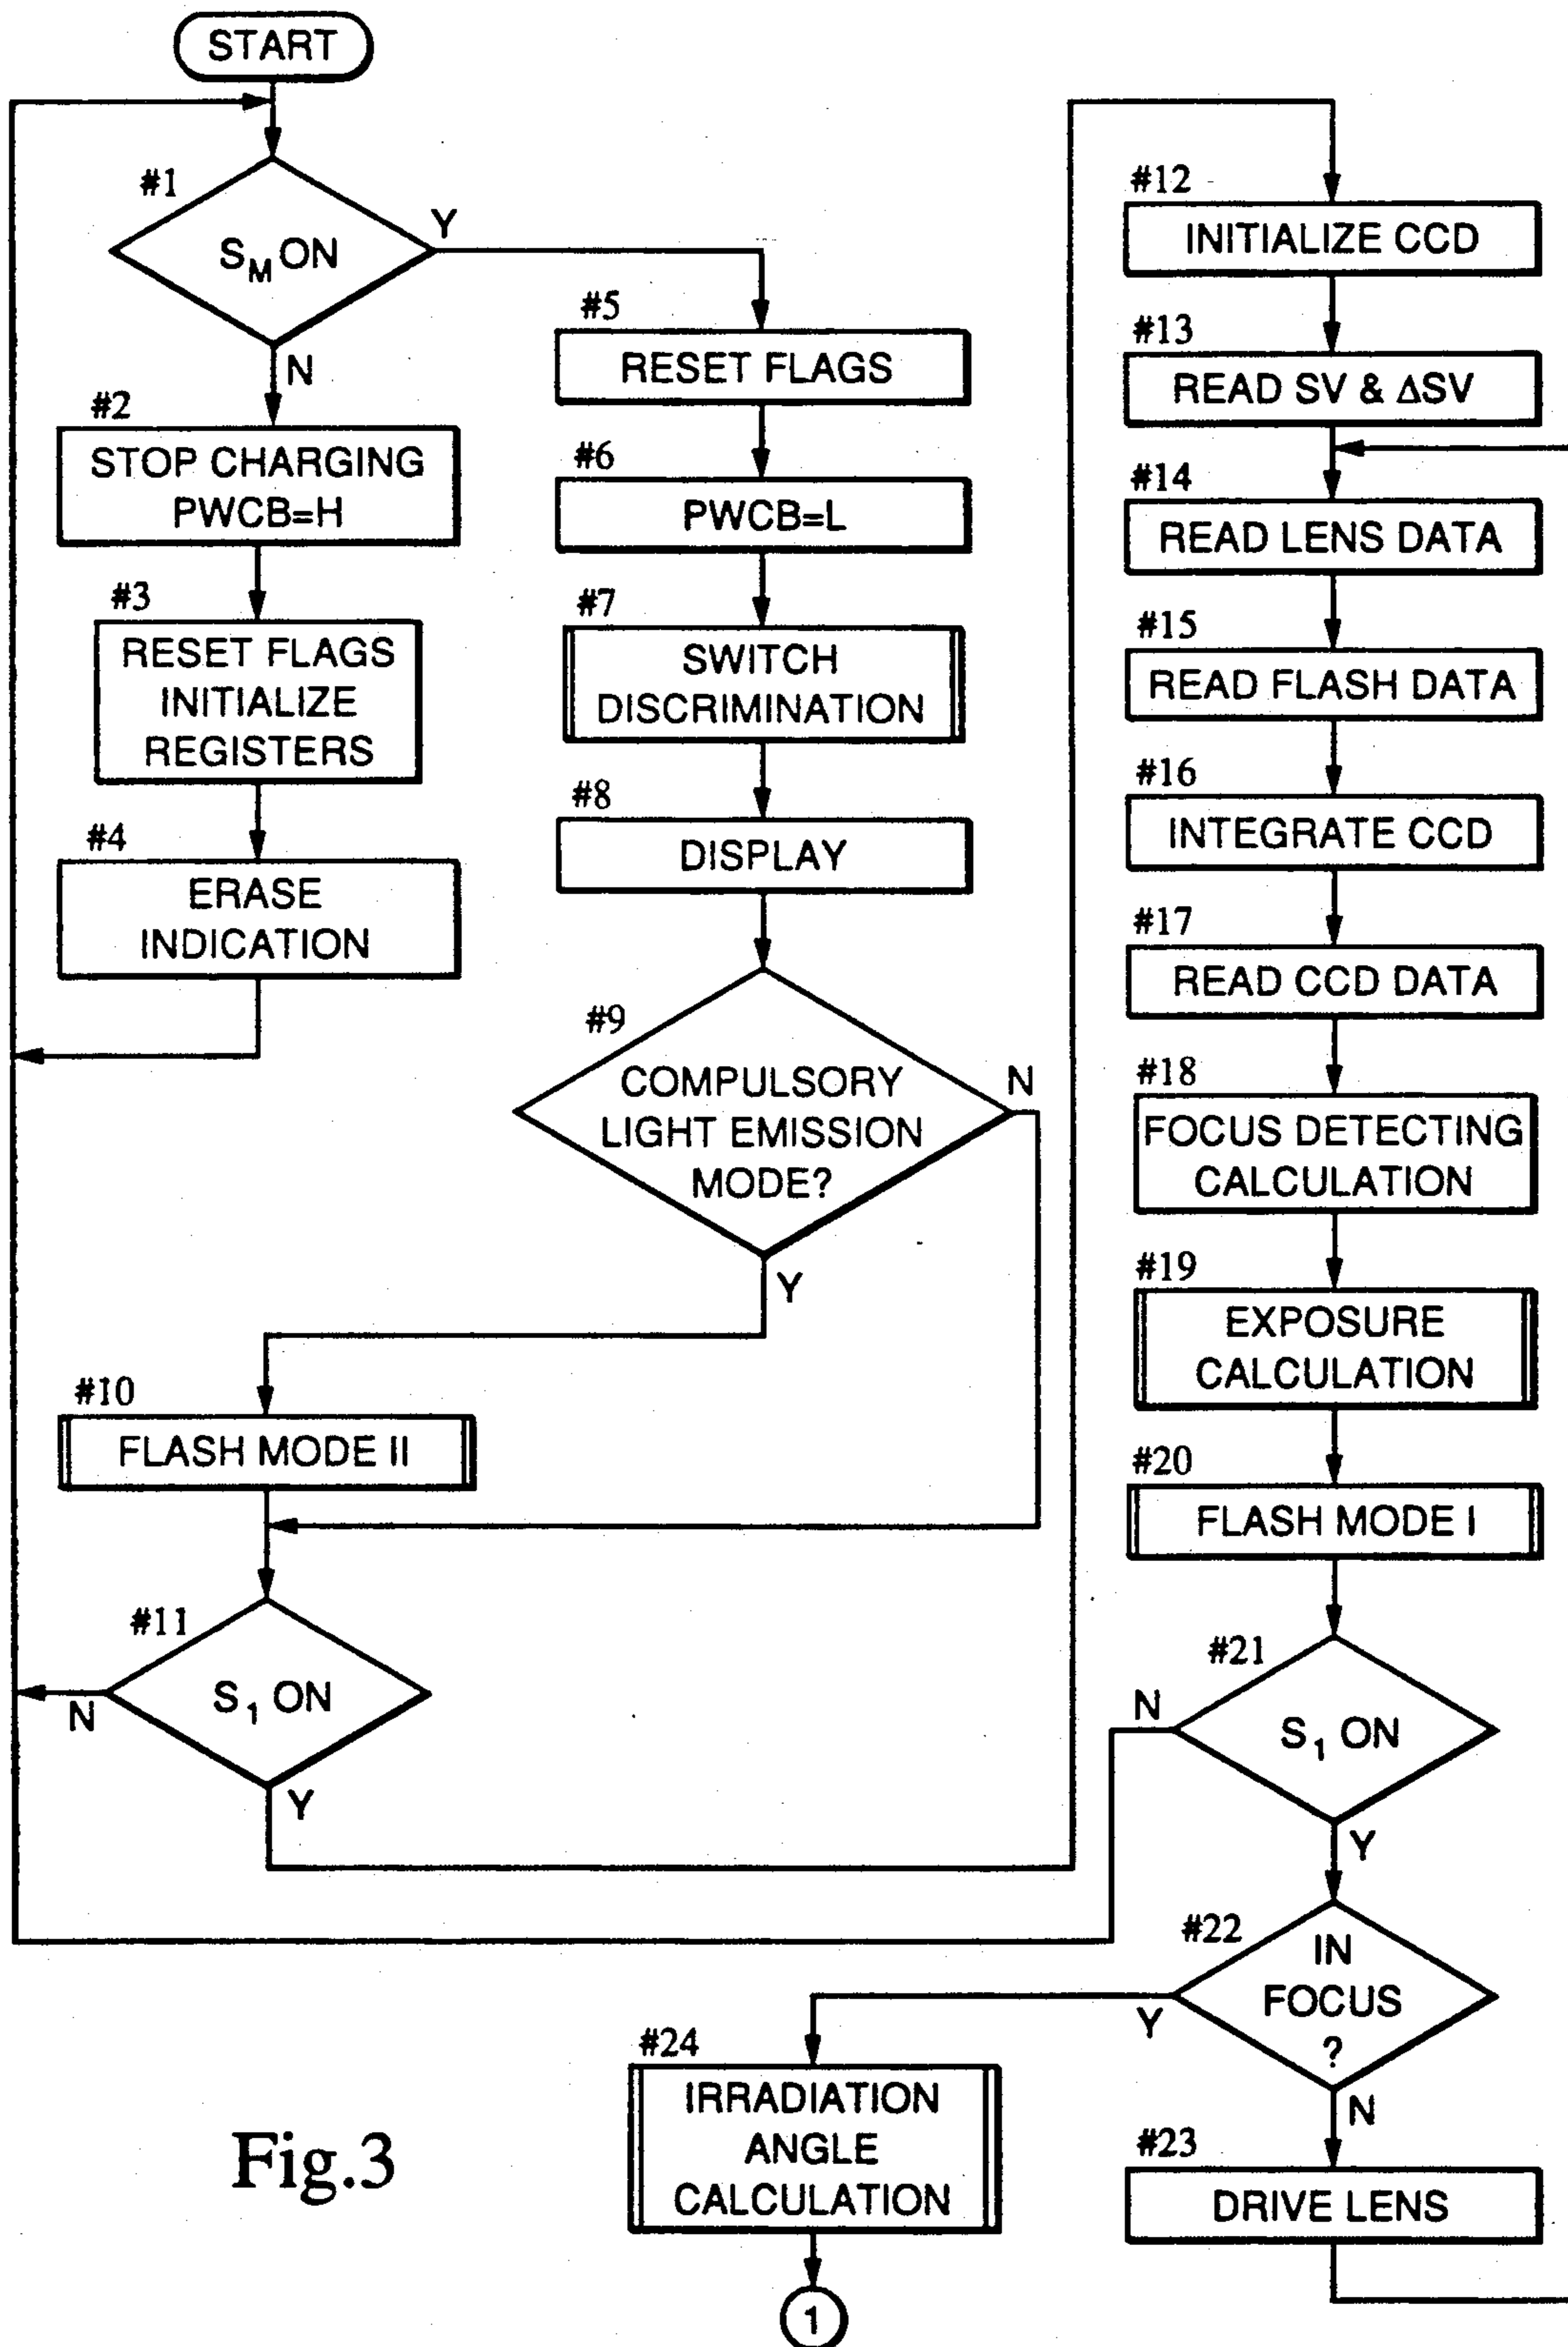 START
#1
S_M ON
Y
N
#2
STOP CHARGING
PWCB=H
#3
RESET FLAGS
INITIALIZE
REGISTERS
#4
ERASE
INDICATION
#5
RESET FLAGS
#6
PWCB=L
#7
SWITCH
DISCRIMINATION
#8
DISPLAY
#9
COMPULSORY
LIGHT EMISSION
MODE?
N
Y
#10
FLASH MODE II
#11
S_1 ON
N
Y
#12
INITIALIZE CCD
#13
READ SV & ΔSV
#14
READ LENS DATA
#15
READ FLASH DATA
#16
INTEGRATE CCD
#17
READ CCD DATA
#18
FOCUS DETECTING
CALCULATION
#19
EXPOSURE
CALCULATION
#20
FLASH MODE I
#21
S_1 ON
N
Y
#22
IN
FOCUS
?
Y
N
#23
DRIVE LENS
#24
IRRADIATION
ANGLE
CALCULATION
1
Fig.3